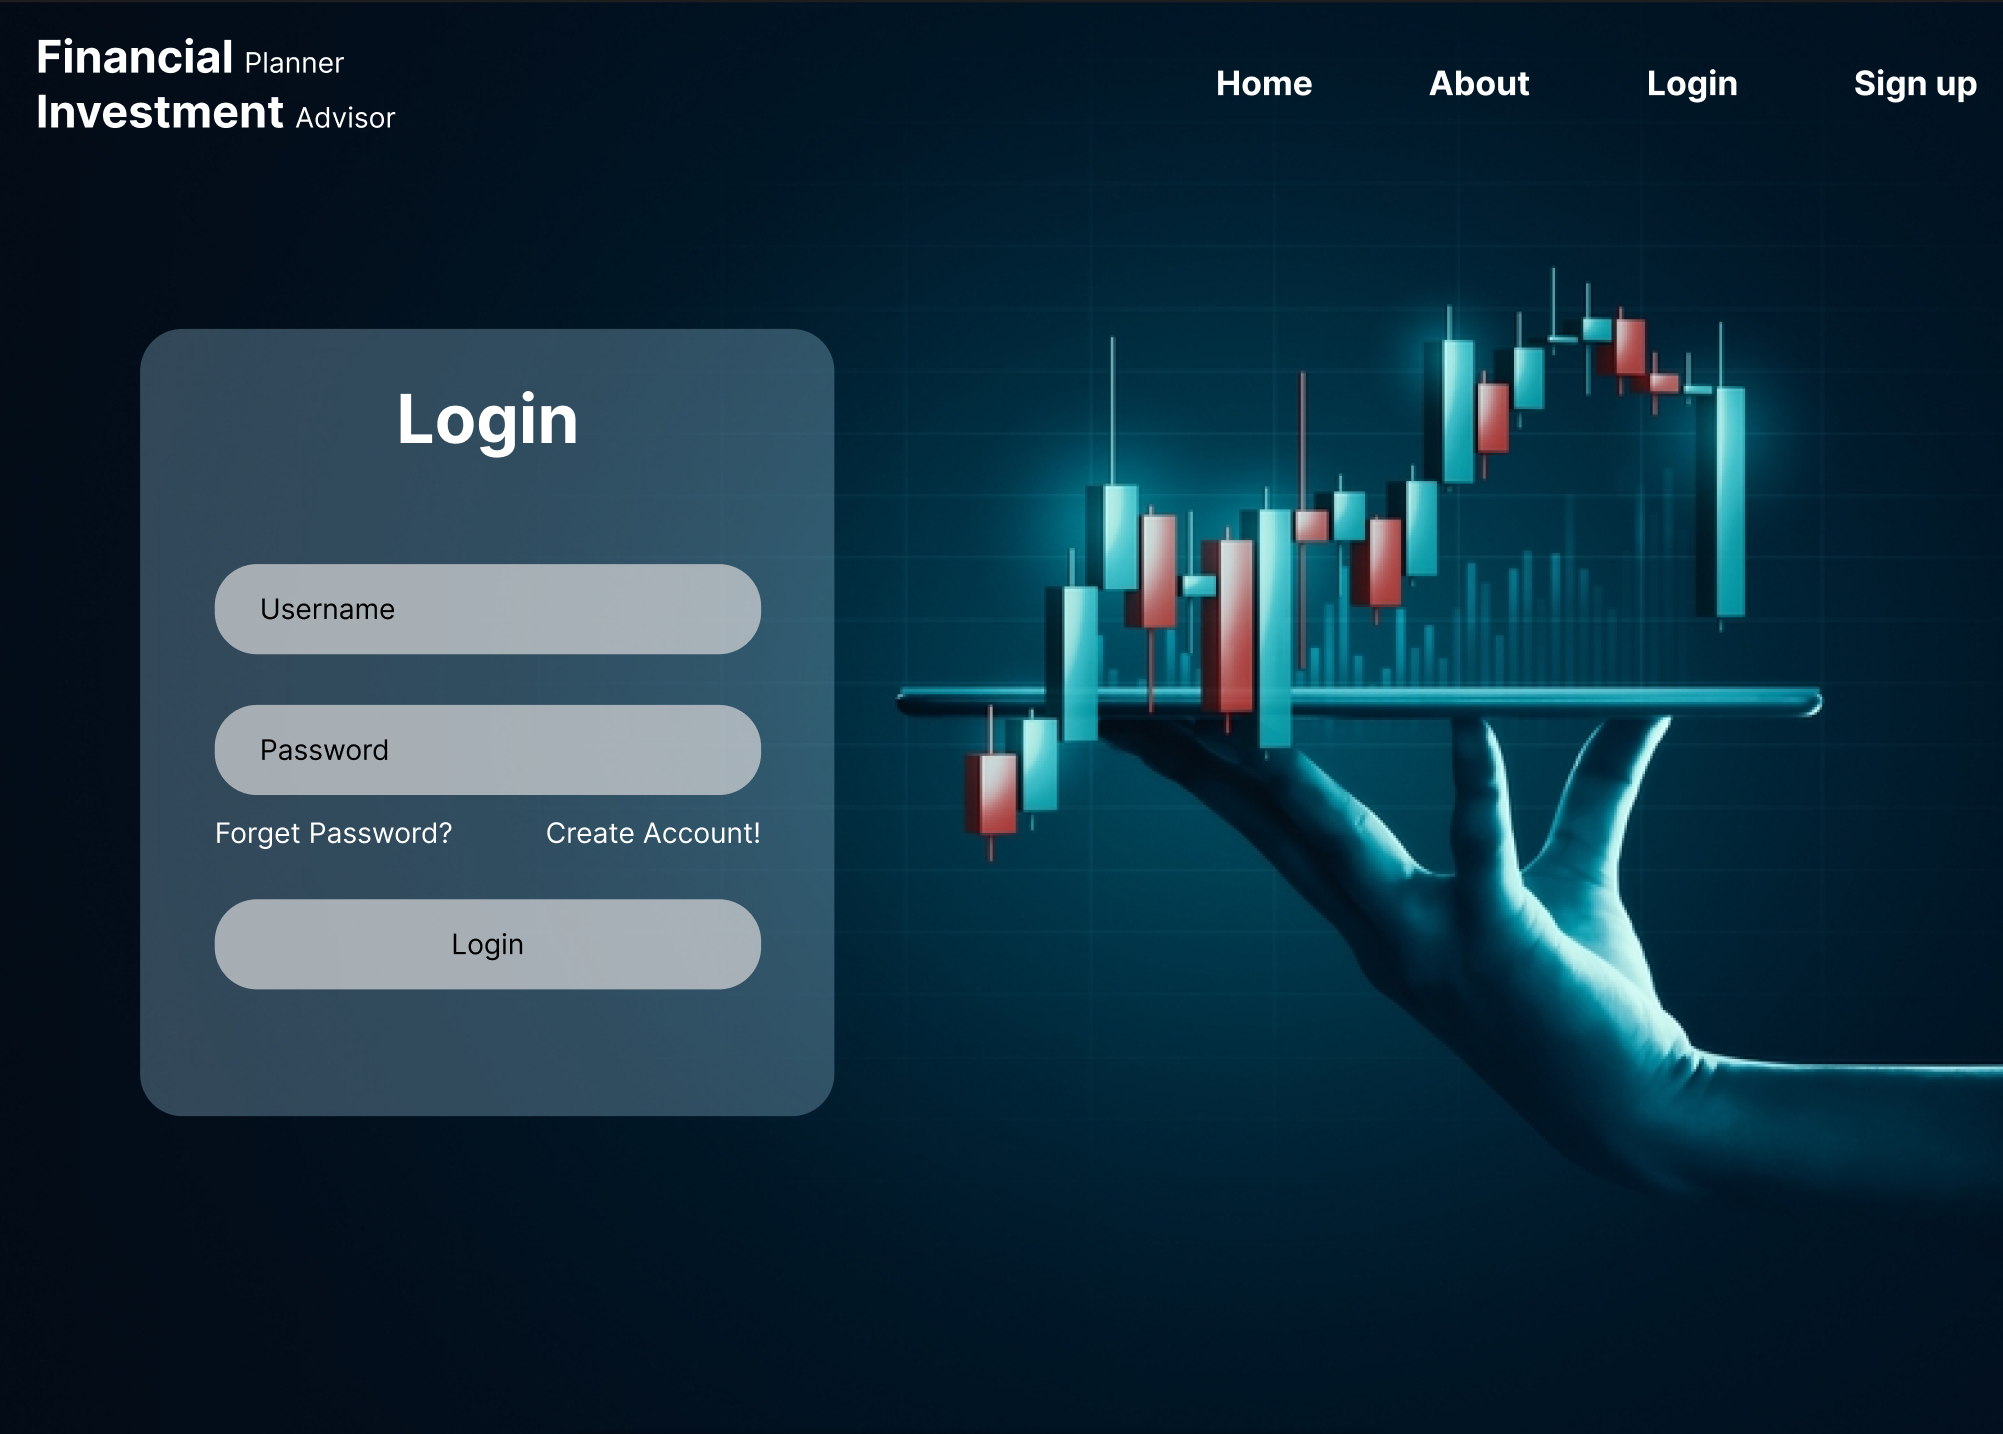 Financial Planner
Investment Advisor
Home About Login Sign up
Login
Username
Password
Forget Password? Create Account!
Login